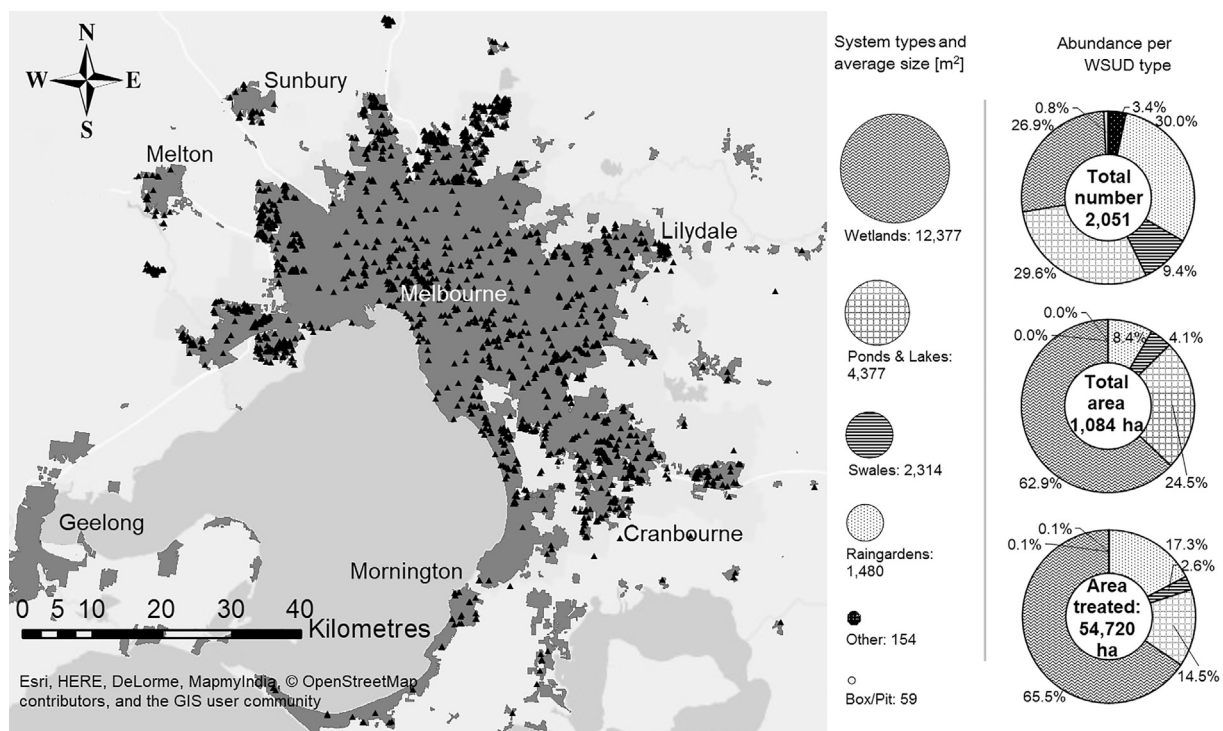 N
W E
S
Sunbury
Melton
Lilydale
Melbourne
Geelong
Cranbourne
Mornington
0 5 10 20 30 40
Kilometres
Esri, HERE, DeLorme, MapmyIndia, © OpenStreetMap
contributors, and the GIS user community
System types and
average size [m²]
Wetlands: 12,377
Ponds & Lakes:
4,377
Swales: 2,314
Raingardens:
1,480
Other: 154
Box/Pit: 59
Abundance per
WSUD type
0.8% 3.4%
26.9% 30.0%
Total
number
2,051
29.6% 9.4%
0.0%
0.0% 8.4% 4.1%
Total
area
1,084 ha
62.9% 24.5%
0.1%
0.1% 17.3%
2.6%
Area
treated:
54,720
ha
14.5%
65.5%